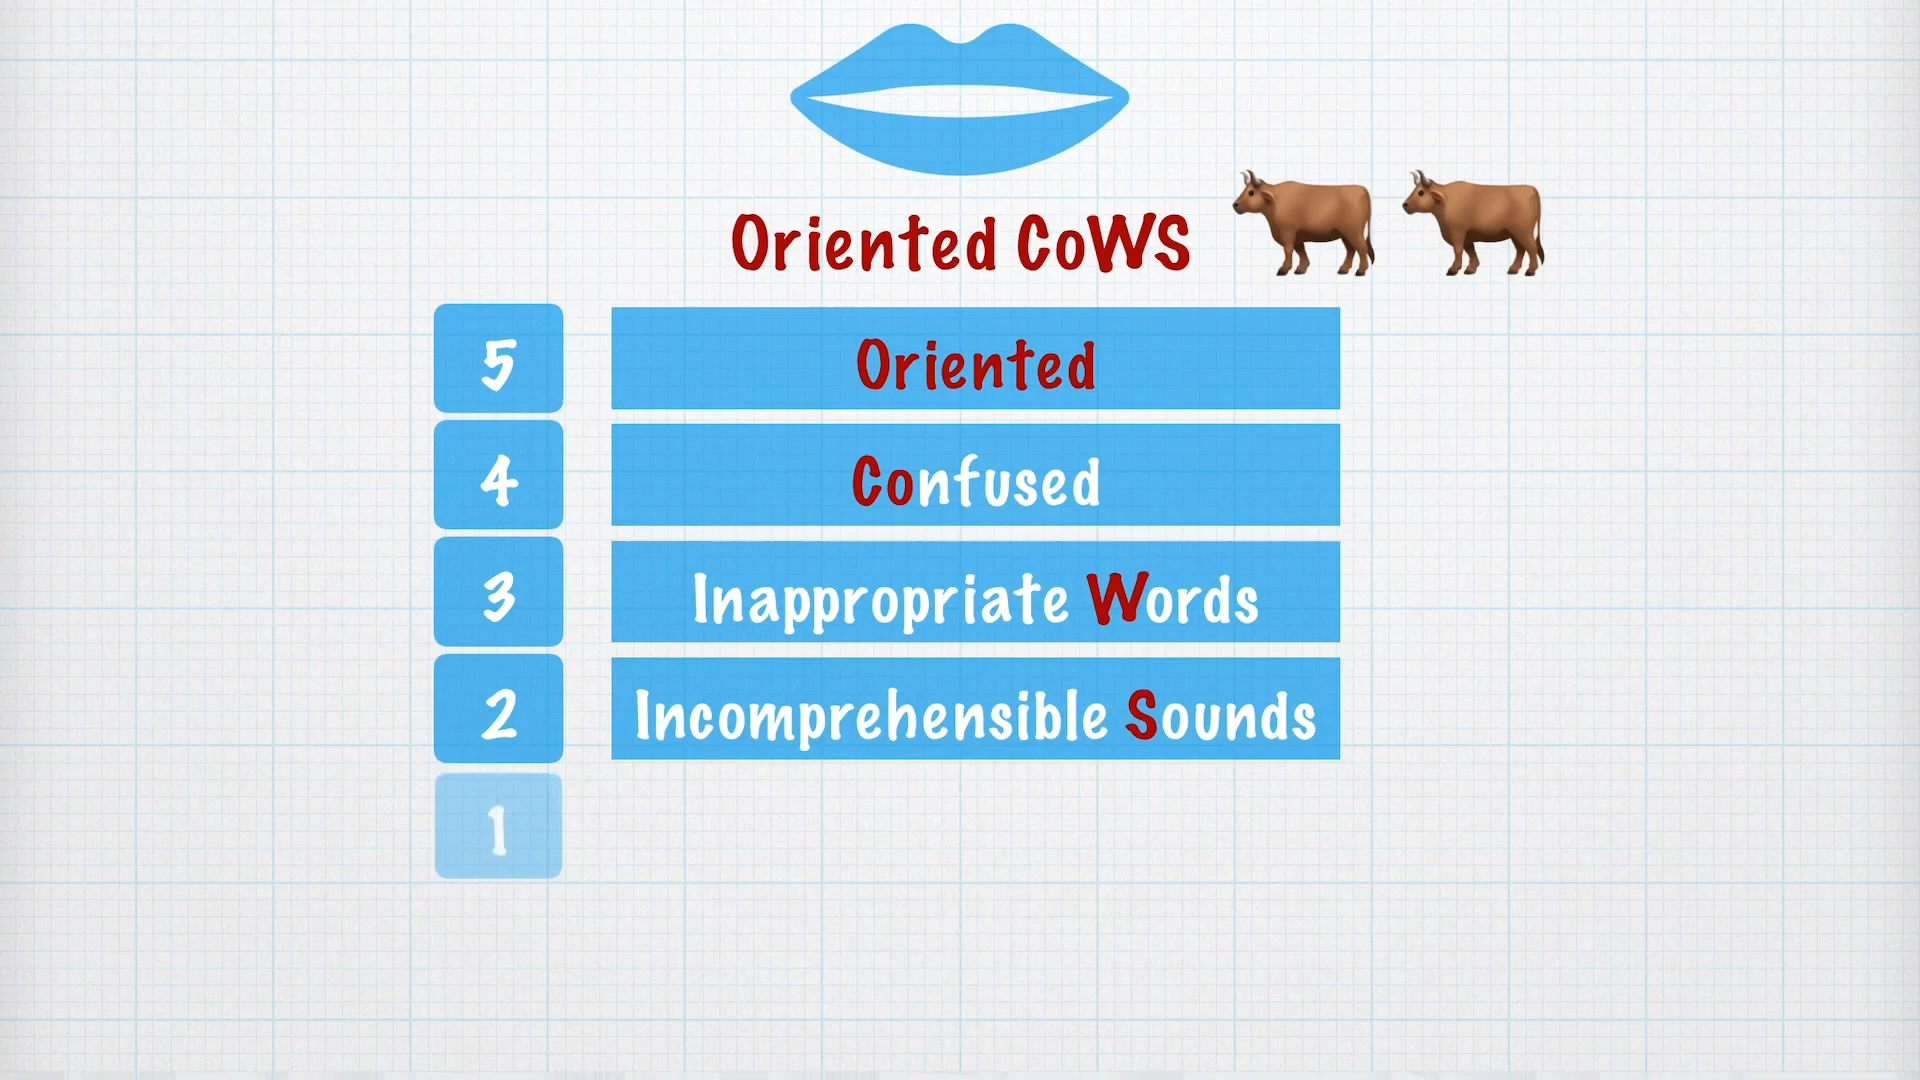 Oriented CoWS
5
Oriented
4
Confused
3
Inappropriate Words
2
Incomprehensible Sounds
1